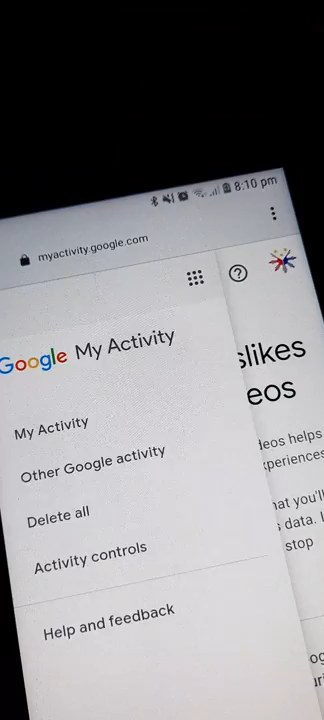 8:10 pm
myactivity.google.com
Google My Activity
My Activity
Other Google activity
Delete all
Activity controls
Help and feedback
slikes
eos
deos helps
xperiences
hat you'll
data. I
stop